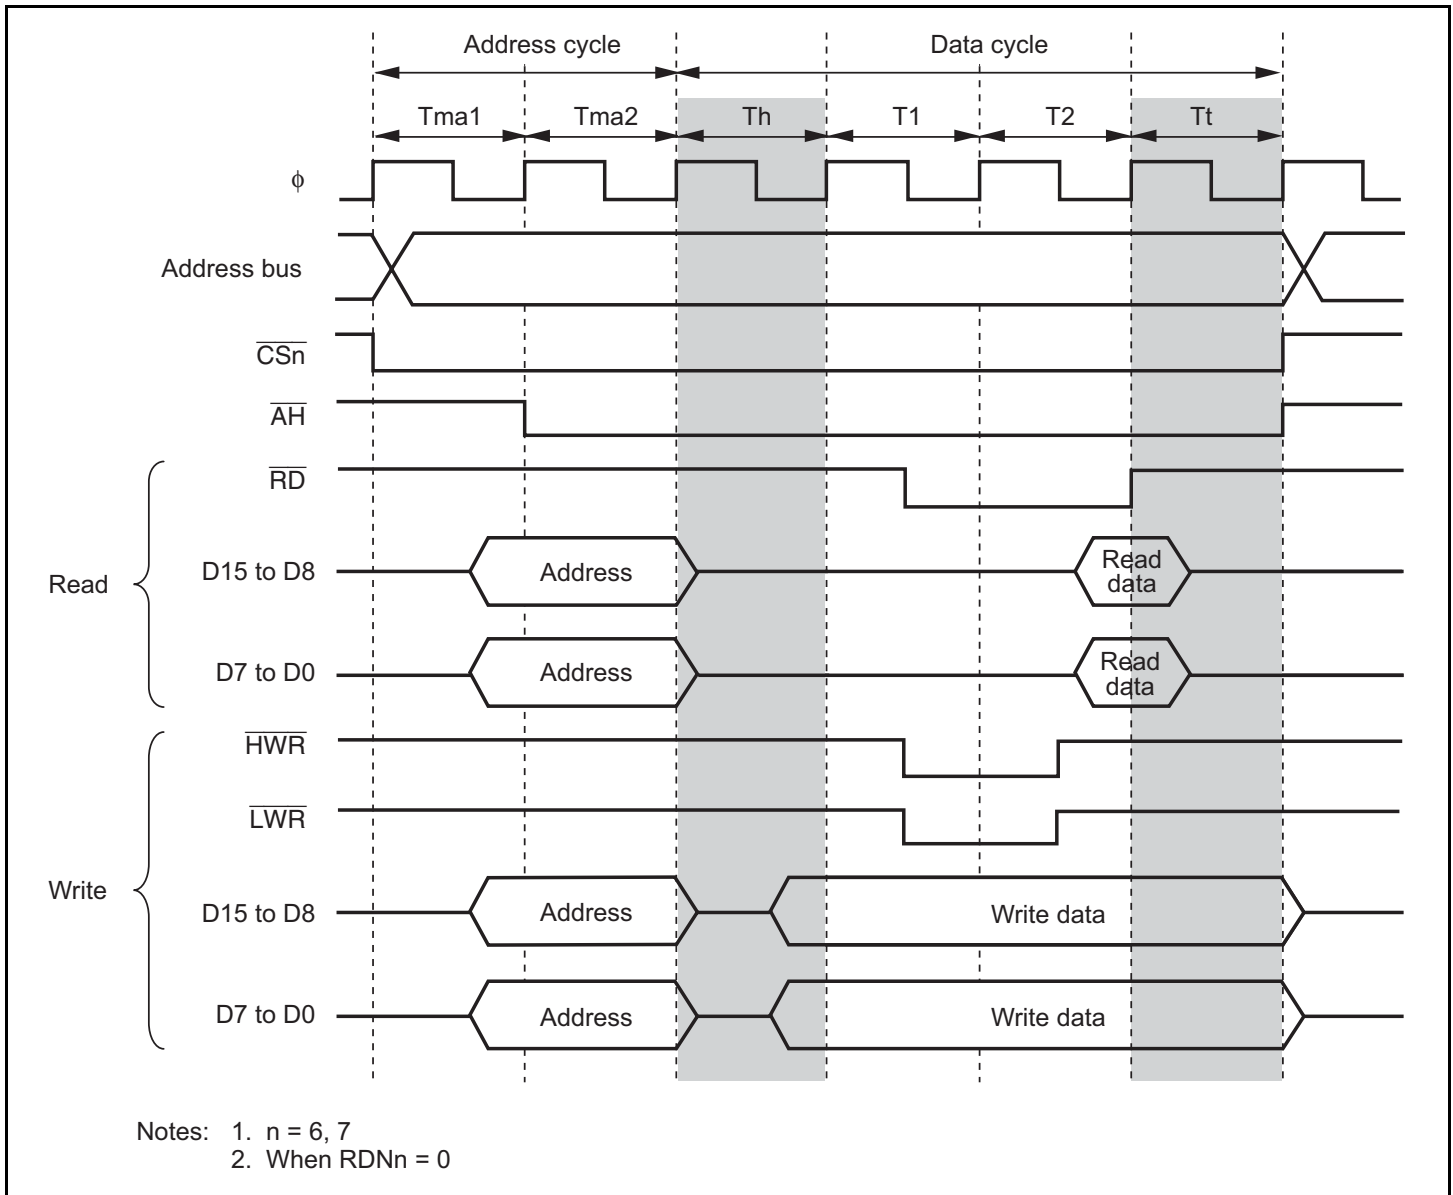 Address cycle Data cycle
Tma1 Tma2 Th T1 T2 Tt
ϕ
Address bus
CSn
AH
RD
Read
D15 to D8 Address Read data
D7 to D0 Address Read data
HWR
LWR
Write
D15 to D8 Address Write data
D7 to D0 Address Write data
Notes: 1. n = 6, 7
2. When RDNn = 0